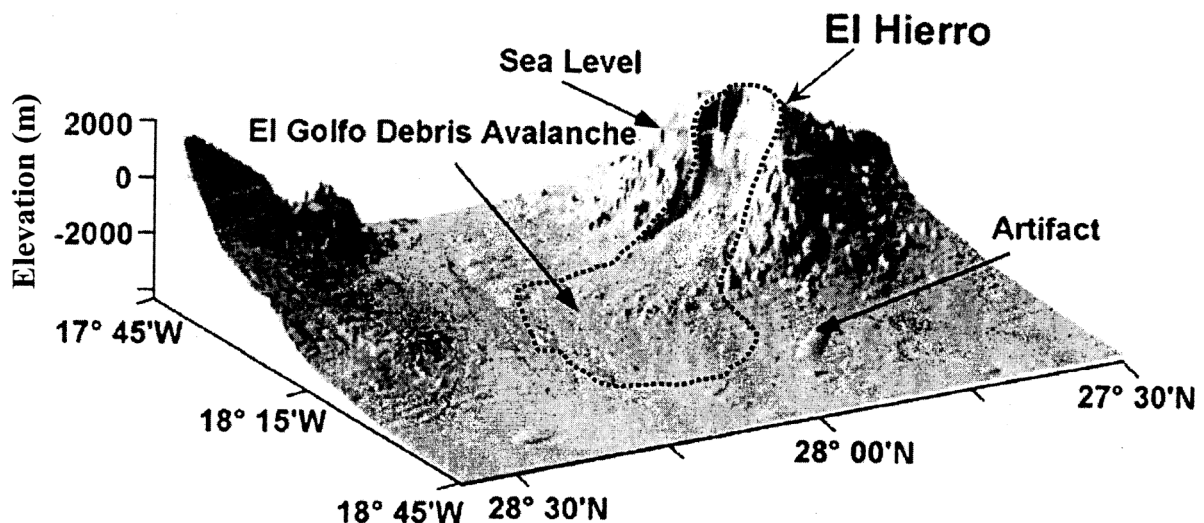 El Hierro
Sea Level
El Golfo Debris Avalanche
Artifact
Elevation (m)
2000
0
-2000
17° 45'W
18° 15'W
18° 45'W
28° 30'N
28° 00'N
27° 30'N